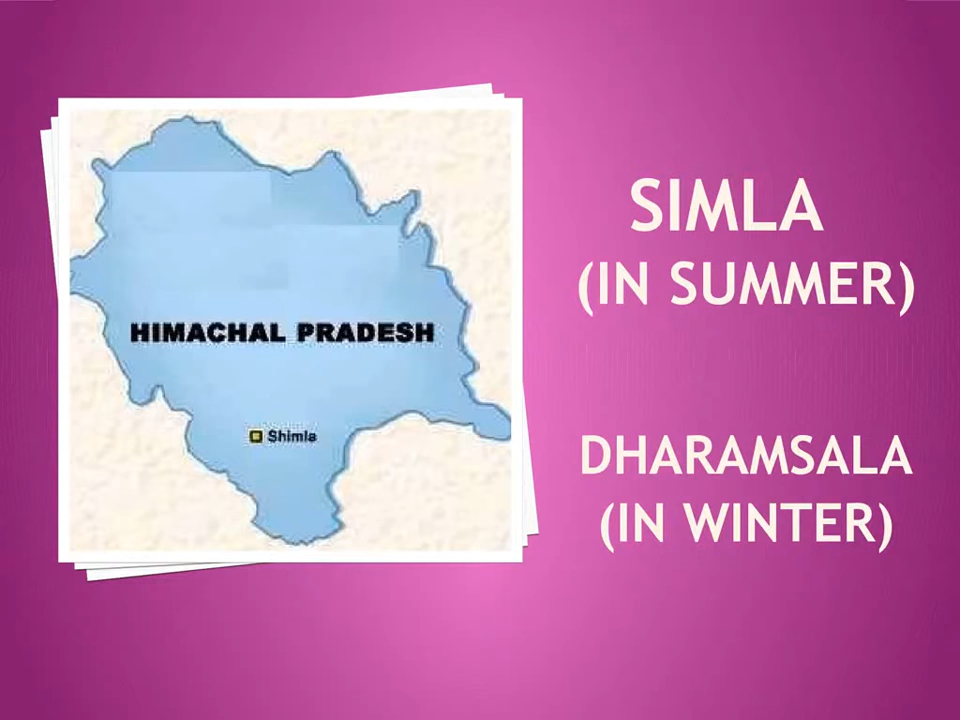 HIMACHAL PRADESH
Shimla
SIMLA
(IN SUMMER)
DHARAMSALA
(IN WINTER)